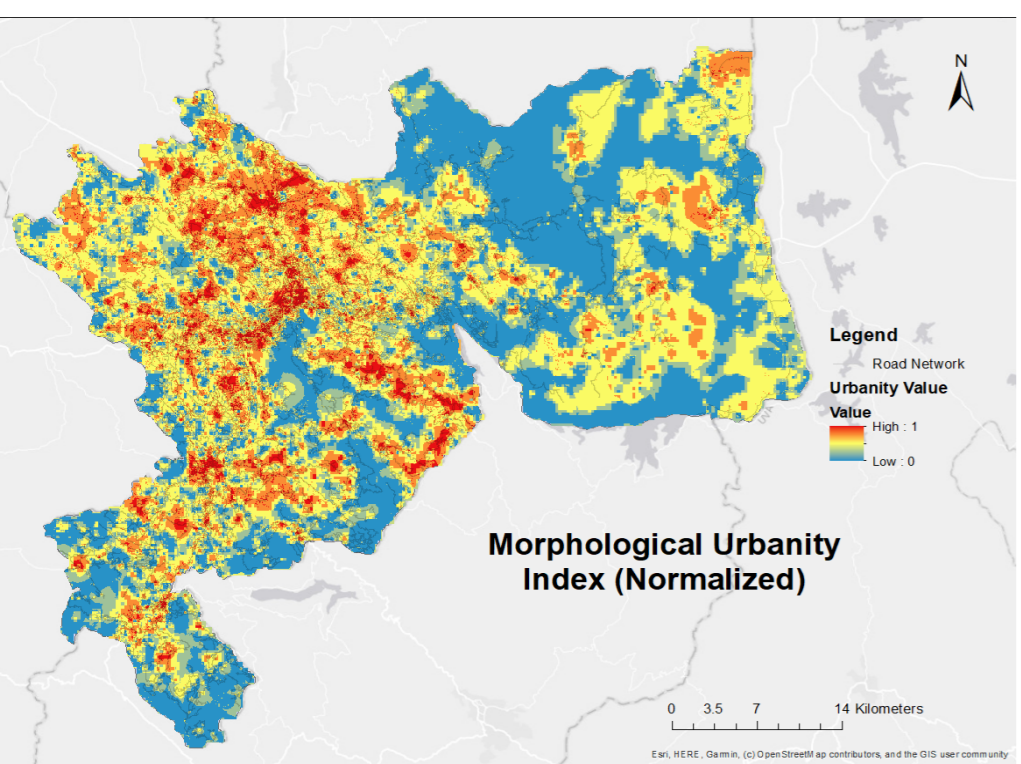 N
Legend
Road Network
Urbanity Value
Value
High : 1
Low : 0
UVA
Morphological Urbanity
Index (Normalized)
0 3.5 7 14 Kilometers
Esri, HERE, Garmin, (c) OpenStreetMap contributors, and the GIS user community